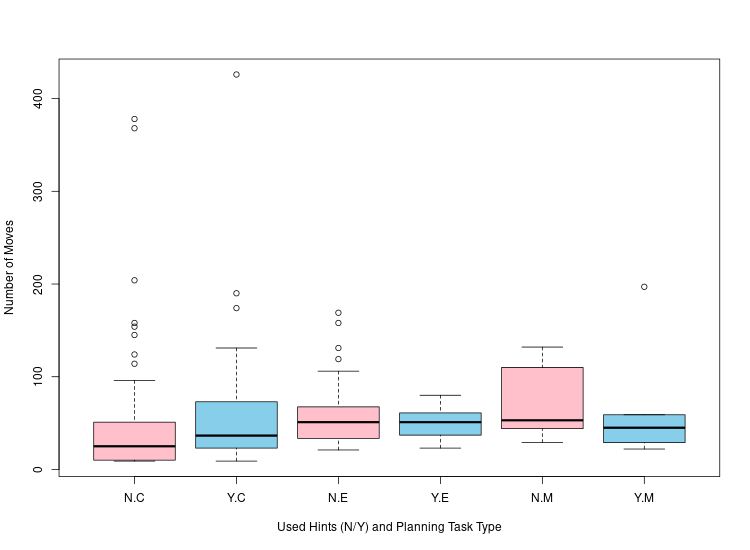 400
300
200
100
0
Number of Moves
N.C Y.C N.E Y.E N.M Y.M
Used Hints (N/Y) and Planning Task Type